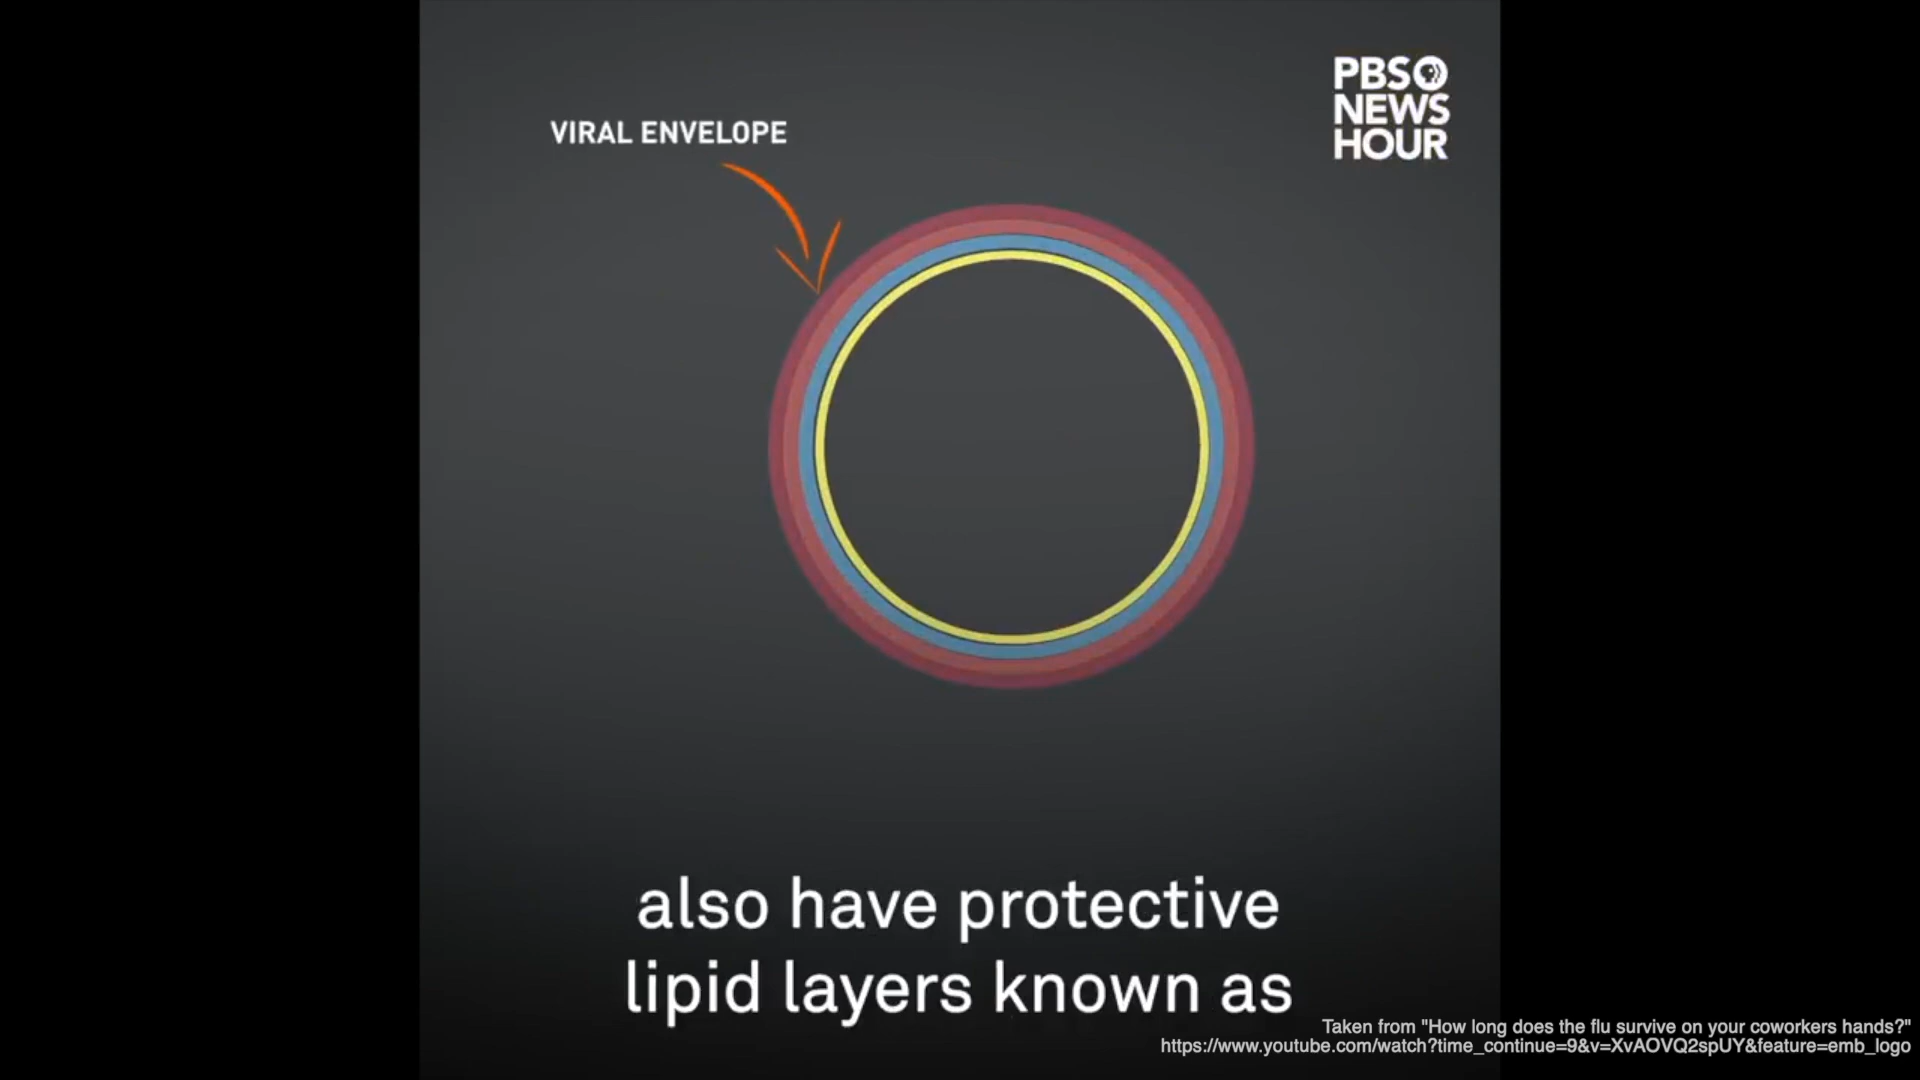 PBS
NEWS
HOUR
VIRAL ENVELOPE
also have protective
lipid layers known as
Taken from "How long does the flu survive on your coworkers hands?"
https://www.youtube.com/watch?time_continue=9&v=XvAOVQ2spUY&feature=emb_logo